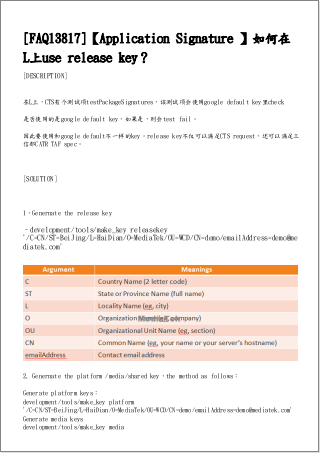 [FAQ13817]【Application Signature 】如何在
L上use release key？
[DESCRIPTION]
在L上，CTS有个测试项testPackageSignatures，该测试项会使用google default key里check
是否使用的是google default key，如果是，则会test fail。
因此要使用和google default不一样的key。release key不仅可以满足CTS request，还可以满足三
信和CATR TAF spec。
[SOLUTION]
1，Genernate the release key
–development/tools/make_key releasekey
'/C=CN/ST=BeiJing/L=HaiDian/O=MediaTek/OU=WCD/CN=demo/emailAddress=demo@me
diatek.com'
Argument Meanings
C Country Name (2 letter code)
ST State or Province Name (full name)
L Locality Name (eg, city)
O Organization Name (eg, company)
OU Organizational Unit Name (eg, section)
CN Common Name (eg, your name or your server's hostname)
emailAddress Contact email address
2. Genernate the platform /media/shared key，the method as follows：
Generate platform keys：
development/tools/make_key platform
'/C=CN/ST=BeiJing/L=HaiDian/O=MediaTek/OU=WCD/CN=demo/emailAddress=demo@mediatek.com'
Generate media keys
development/tools/make_key media